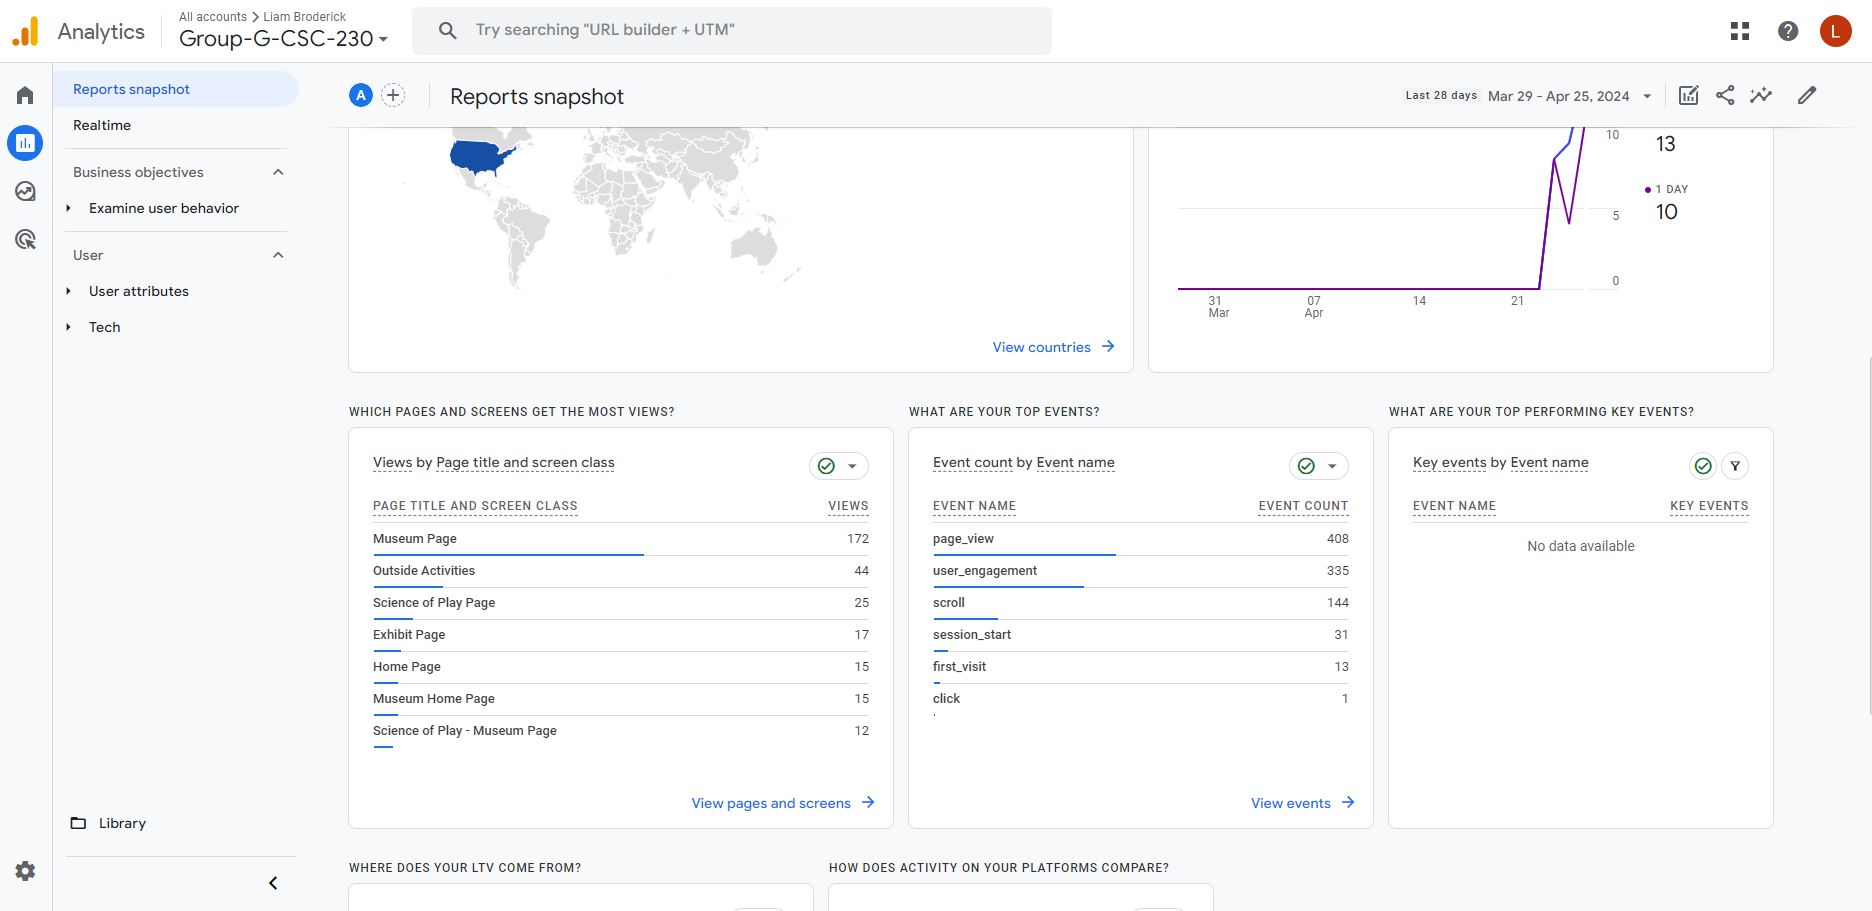 Analytics
All accounts > Liam Broderick
Group-G-CSC-230
Try searching "URL builder + UTM"
L
Reports snapshot
Realtime
Business objectives
Examine user behavior
User
User attributes
Tech
Library
A
Reports snapshot
Last 28 days Mar 29 - Apr 25, 2024
View countries
10
5
0
31
Mar
07
Apr
14
21
13
1 DAY
10
WHICH PAGES AND SCREENS GET THE MOST VIEWS?
Views by Page title and screen class
PAGE TITLE AND SCREEN CLASS VIEWS
Museum Page 172
Outside Activities 44
Science of Play Page 25
Exhibit Page 17
Home Page 15
Museum Home Page 15
Science of Play - Museum Page 12
View pages and screens
WHAT ARE YOUR TOP EVENTS?
Event count by Event name
EVENT NAME EVENT COUNT
page_view 408
user_engagement 335
scroll 144
session_start 31
first_visit 13
click 1
View events
WHAT ARE YOUR TOP PERFORMING KEY EVENTS?
Key events by Event name
EVENT NAME KEY EVENTS
No data available
WHERE DOES YOUR LTV COME FROM?
HOW DOES ACTIVITY ON YOUR PLATFORMS COMPARE?